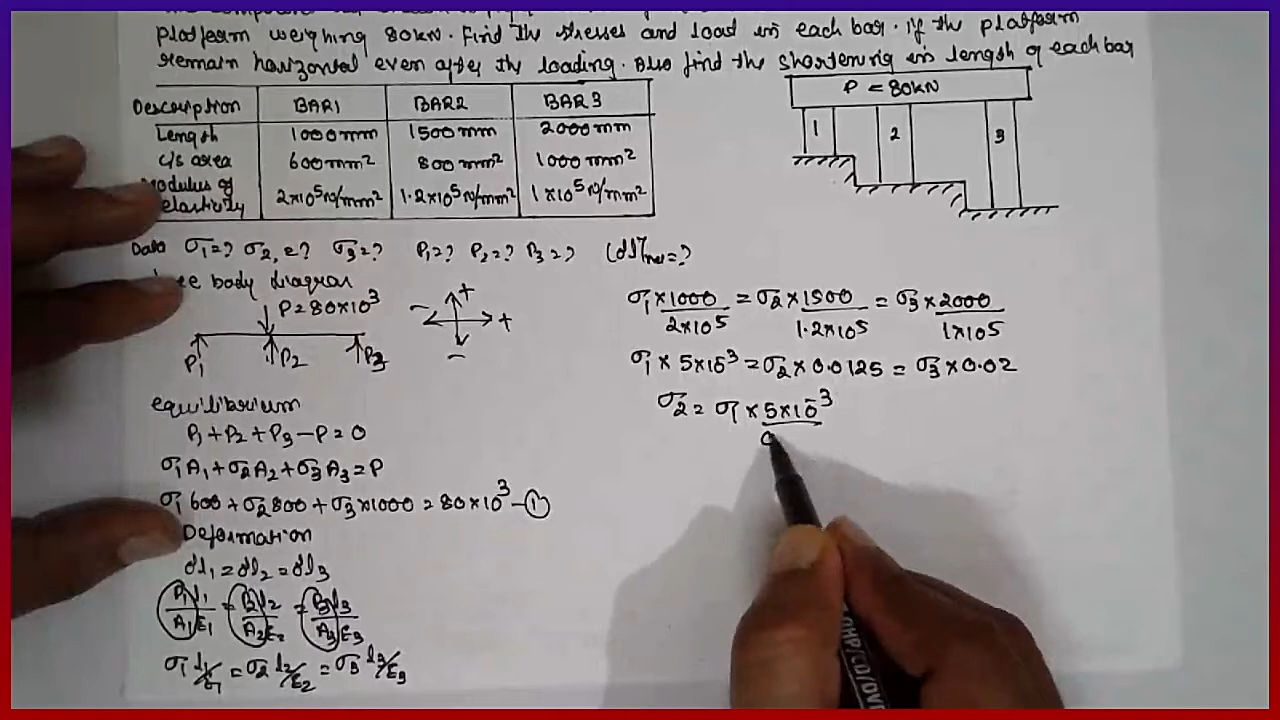 platform weighing 80kN. Find the stresses and load in each bar. if the platform
remain horizontal even after the loading. Also find the shortening in length of each bar
Description BAR1 BAR2 BAR3
Length 1000mm 1500mm 2000mm
c/s area 600mm² 800mm² 1000mm²
Modulus of elasticity 2×10⁵N/mm² 1.2×10⁵N/mm² 1×10⁵N/mm²
P = 80kN
1 2 3
Data σ1=? σ2=? σ3=? P1=? P2=? P3=? (dl)=?
ee body diagram
P=80×10³
P1 P2 P3
+ + − −
equilibrium
P1+P2+P3−P=0
σ1A1+σ2A2+σ3A3=P
σ1 600+σ2 800+σ3×1000=80×10³ −①
Deformation
dl1=dl2=dl3
P1l1/A1E1 = P2l2/A2E2 = P3l3/A3E3
σ1 l1/E1 = σ2 l2/E2 = σ3 l3/E3
σ1×1000/2×10⁵ = σ2×1500/1.2×10⁵ = σ3×2000/1×10⁵
σ1×5×10⁻³=σ2×0.0125=σ3×0.02
σ2=σ1×5×10⁻³/0